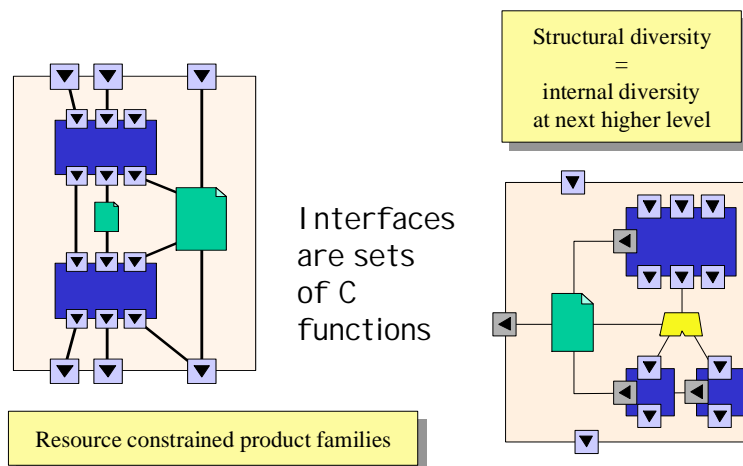 Structural diversity
=
internal diversity
at next higher level
Interfaces
are sets
of C
functions
Resource constrained product families